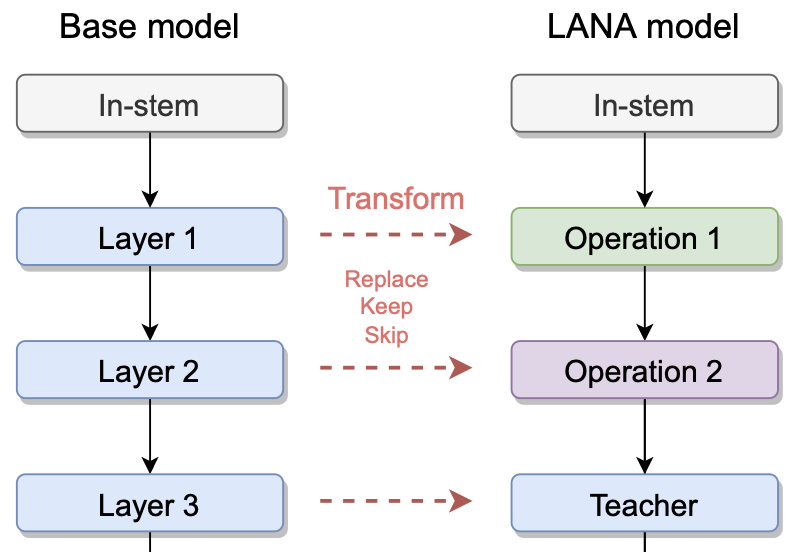 Base model
LANA model
In-stem
In-stem
Transform
Layer 1
Operation 1
Replace
Keep
Skip
Layer 2
Operation 2
Layer 3
Teacher